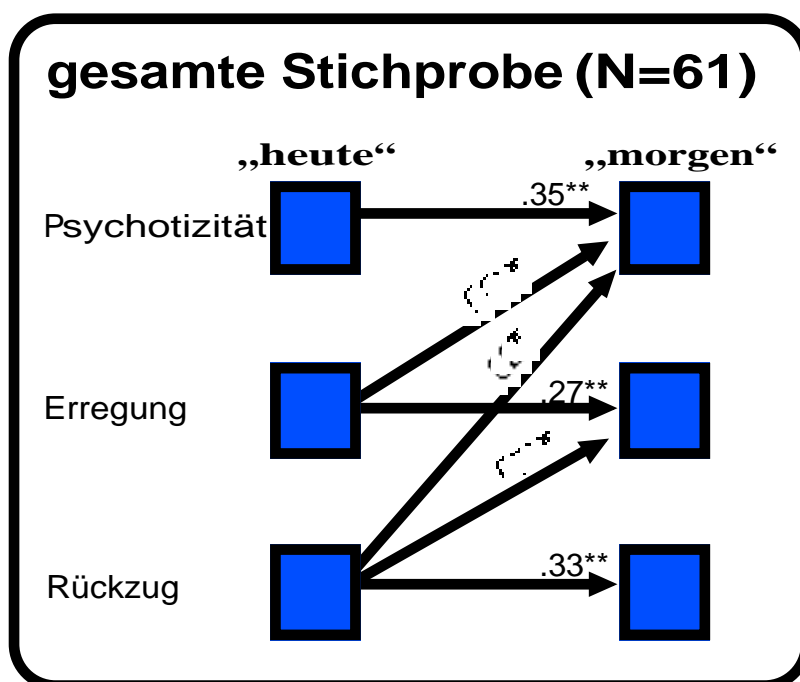 gesamte Stichprobe (N=61)
„heute“ „morgen“
.35**
Psychotizität
Erregung
.27**
.33**
Rückzug